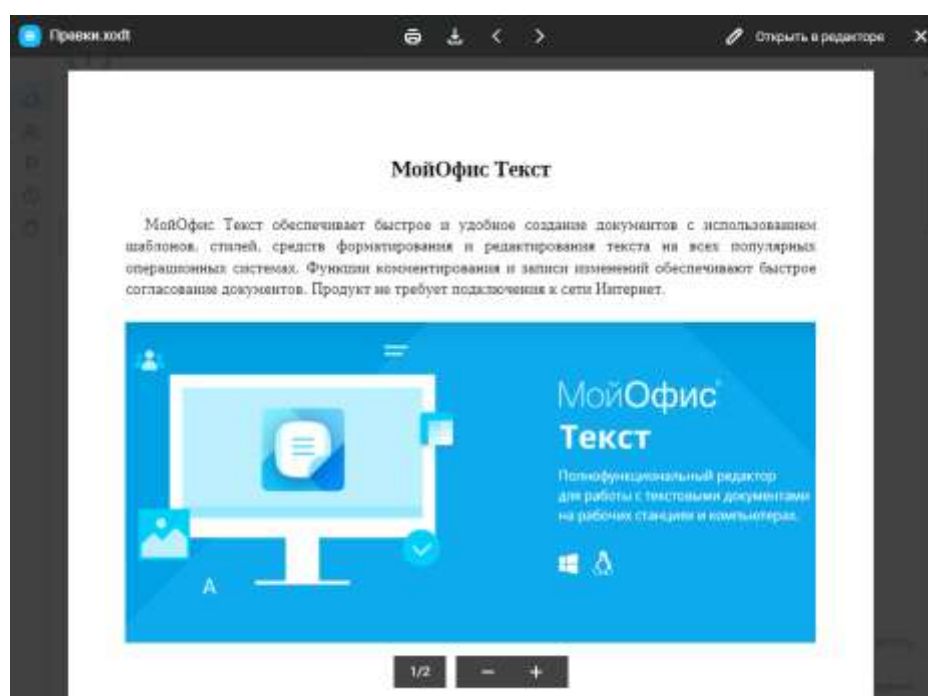 Правки.xodt
Открыть в редакторе
МойОфис Текст
МойОфис Текст обеспечивает быстрое и удобное создание документов с использованием
шаблонов, стилей, средств форматирования и редактирования текста на всех популярных
операционных системах. Функции комментирования и записи изменений обеспечивают быстрое
согласование документов. Продукт не требует подключения к сети Интернет.
МойОфис
Текст
Полнофункциональный редактор
для работы с текстовыми документами
на рабочих станциях и компьютерах.
A
1/2